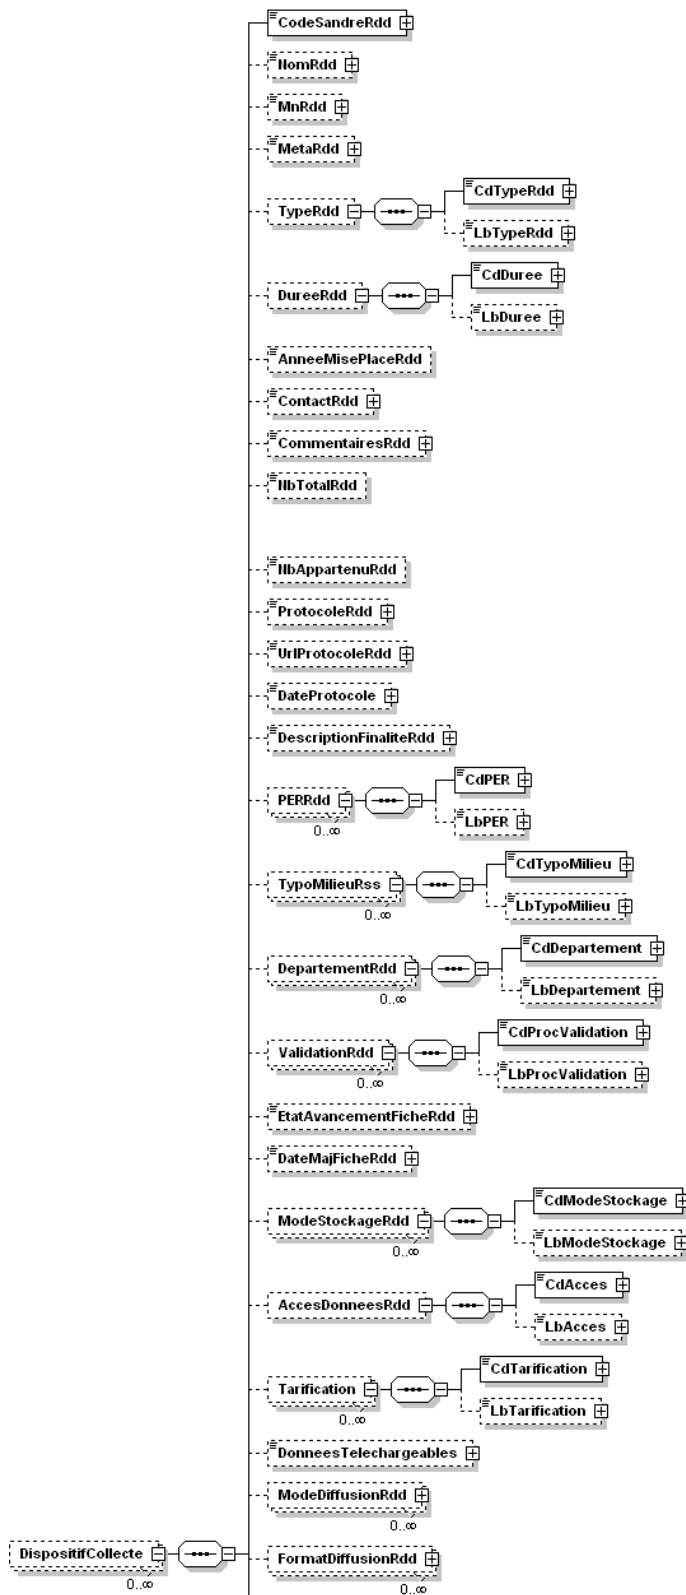 CodeSandreRdd
NomRdd
MnRdd
MetaRdd
TypeRdd
CdTypeRdd
LbTypeRdd
DureeRdd
CdDuree
LbDuree
AnneeMisePlaceRdd
ContactRdd
CommentairesRdd
NbTotalRdd
NbAppartenuRdd
ProtocoleRdd
UrlProtocoleRdd
DateProtocole
DescriptionFinaliteRdd
PERRdd
0..∞
CdPER
LbPER
TypoMilieuRss
0..∞
CdTypoMilieu
LbTypoMilieu
DepartementRdd
0..∞
CdDepartement
LbDepartement
ValidationRdd
0..∞
CdProcValidation
LbProcValidation
EtatAvancementFicheRdd
DateMajFicheRdd
ModeStockageRdd
0..∞
CdModeStockage
LbModeStockage
AccesDonneesRdd
0..∞
CdAcces
LbAcces
Tarification
0..∞
CdTarification
LbTarification
DonneesTelechargeables
ModeDiffusionRdd
0..∞
DispositifCollecte
0..∞
FormatDiffusionRdd
0..∞